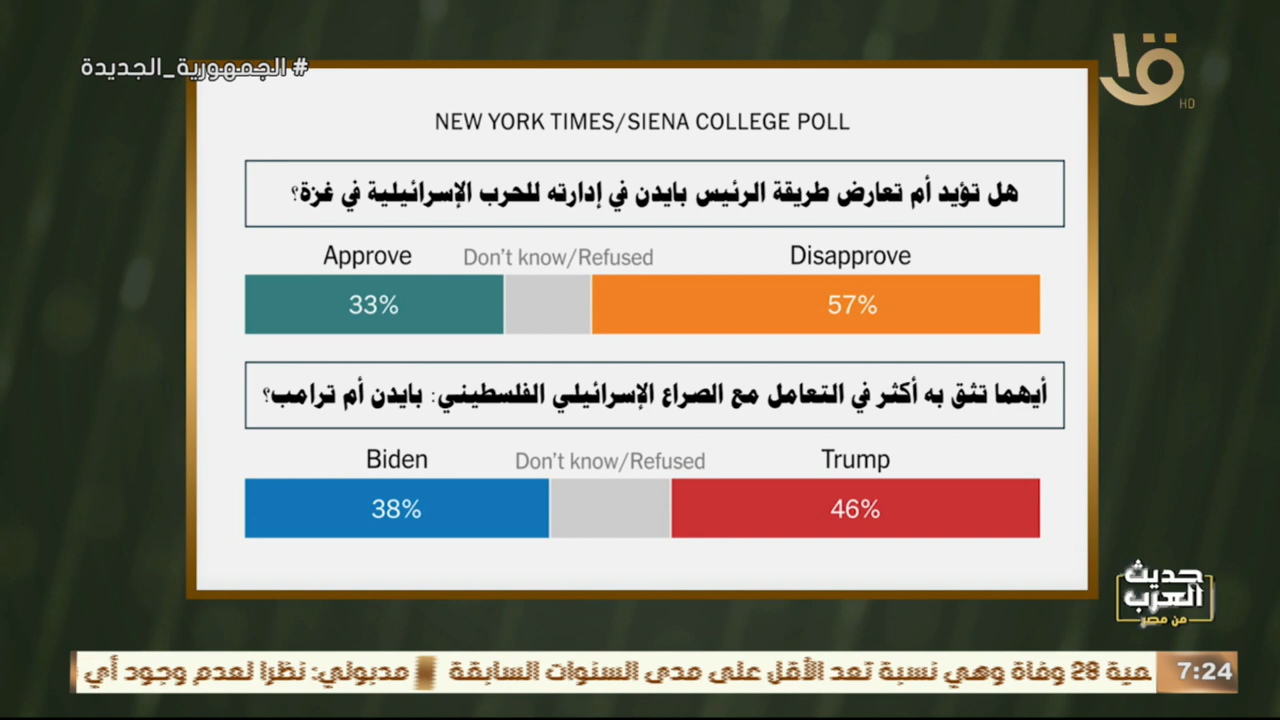 #الجمهورية_الجديدة
HD
NEW YORK TIMES/SIENA COLLEGE POLL
هل تؤيد أم تعارض طريقة الرئيس بايدن في إدارته للحرب الإسرائيلية في غزة؟
Approve Don't know/Refused Disapprove
33% 57%
أيهما تثق به أكثر في التعامل مع الصراع الإسرائيلي الفلسطيني: بايدن أم ترامب؟
Biden Don't know/Refused Trump
38% 46%
حديث
العرب
من مصر
7:24 مية 28 وفاة وهي نسبة تعد الأقل على مدى السنوات السابقة مدبولي: نظرا لعدم وجود أي